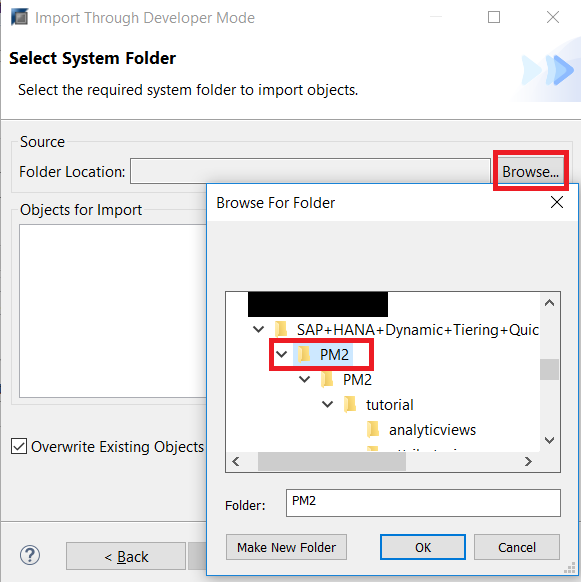 Import Through Developer Mode
Select System Folder
Select the required system folder to import objects.
Source
Folder Location:
Browse...
Objects for Import
Browse For Folder
SAP+HANA+Dynamic+Tiering+Quic
PM2
PM2
tutorial
analyticviews
Overwrite Existing Objects
Folder:
PM2
Make New Folder
OK
Cancel
?
< Back